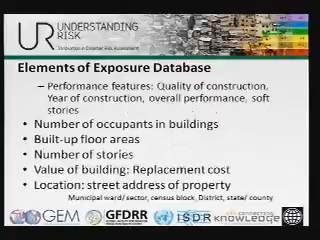 UR UNDERSTANDING
RISK
Innovation in Disaster Risk Assessment
Elements of Exposure Database
– Performance features: Quality of construction,
Year of construction, overall performance, soft
stories
• Number of occupants in buildings
• Built-up floor areas
• Number of stories
• Value of building: Replacement cost
• Location: street address of property
Municipal ward/ sector, census block, District, state/ county
GEM GFDRR ISDR knowledge